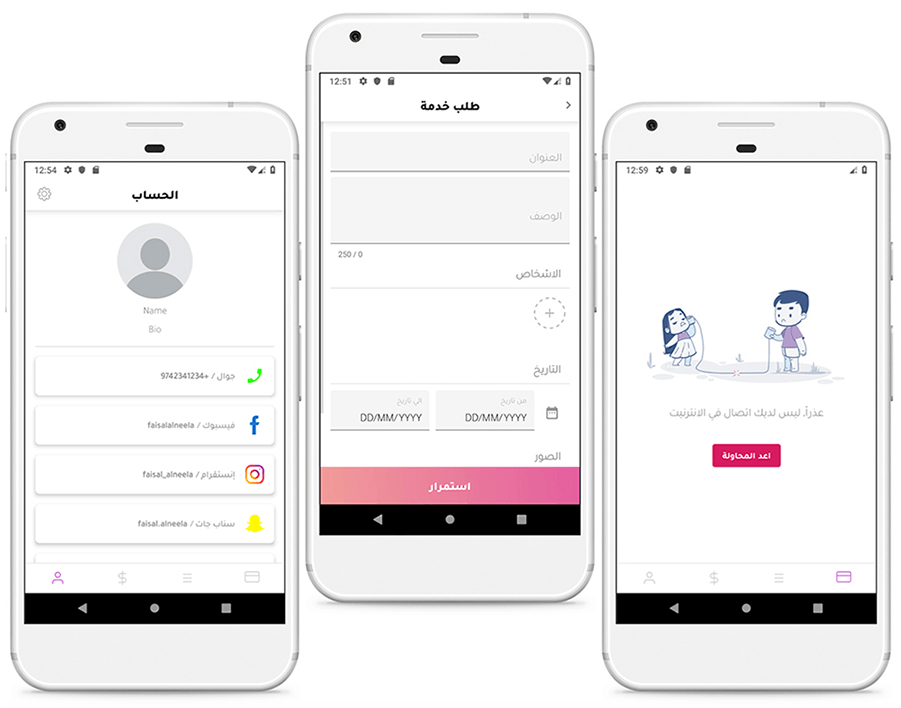 12:54
الحساب
Name
Bio
جوال / +9742341234
فيسبوك / faisalalneela
إنستقرام / faisal_alneela
سناب جات / faisal.alneela
12:51
طلب خدمة
العنوان
الوصف
250 / 0
الاشخاص
التاريخ
من تاريخ
الي تاريخ
DD/MM/YYYY
DD/MM/YYYY
الصور
استمرار
12:59
عذراً، ليس لديك اتصال في الانترنيت
اعد المحاولة